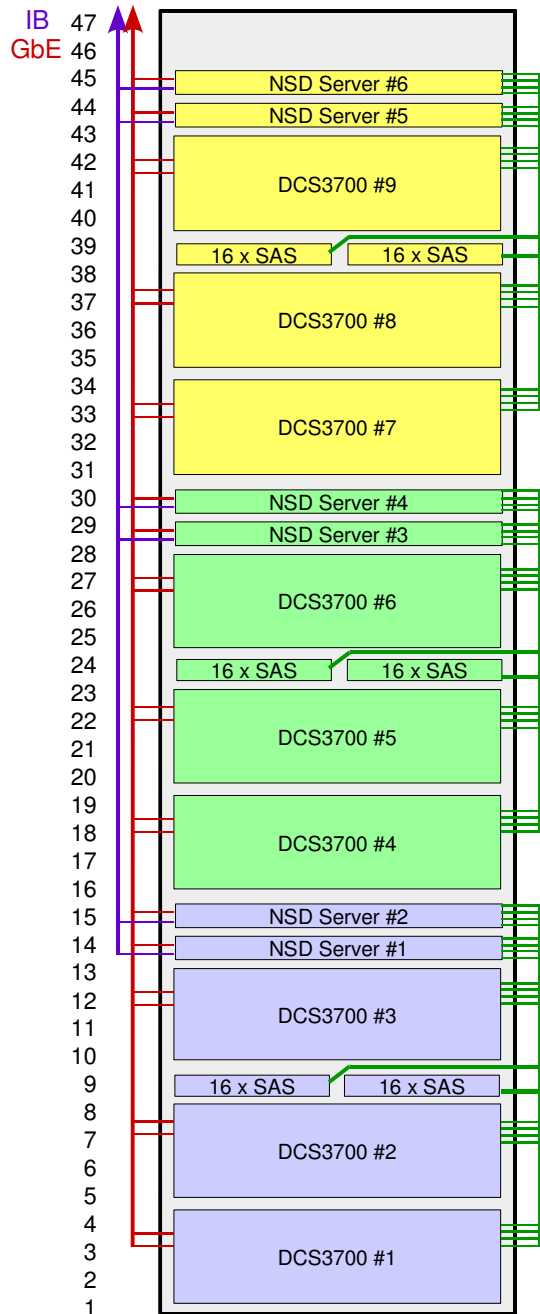 IB 47
GbE 46
45 NSD Server #6
44 NSD Server #5
43
42 DCS3700 #9
41
40
39 16 x SAS 16 x SAS
38
37 DCS3700 #8
36
35
34
33 DCS3700 #7
32
31
30 NSD Server #4
29 NSD Server #3
28
27 DCS3700 #6
26
25
24 16 x SAS 16 x SAS
23
22 DCS3700 #5
21
20
19
18 DCS3700 #4
17
16
15 NSD Server #2
14 NSD Server #1
13
12 DCS3700 #3
11
10
9 16 x SAS 16 x SAS
8
7 DCS3700 #2
6
5
4
3 DCS3700 #1
2
1